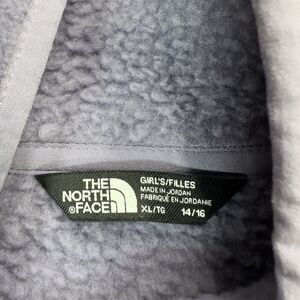 THE
NORTH
®FACE
GIRL'S/FILLES
MADE IN JORDAN
FABRIQUÉ EN JORDANIE
XL/TG 14/16